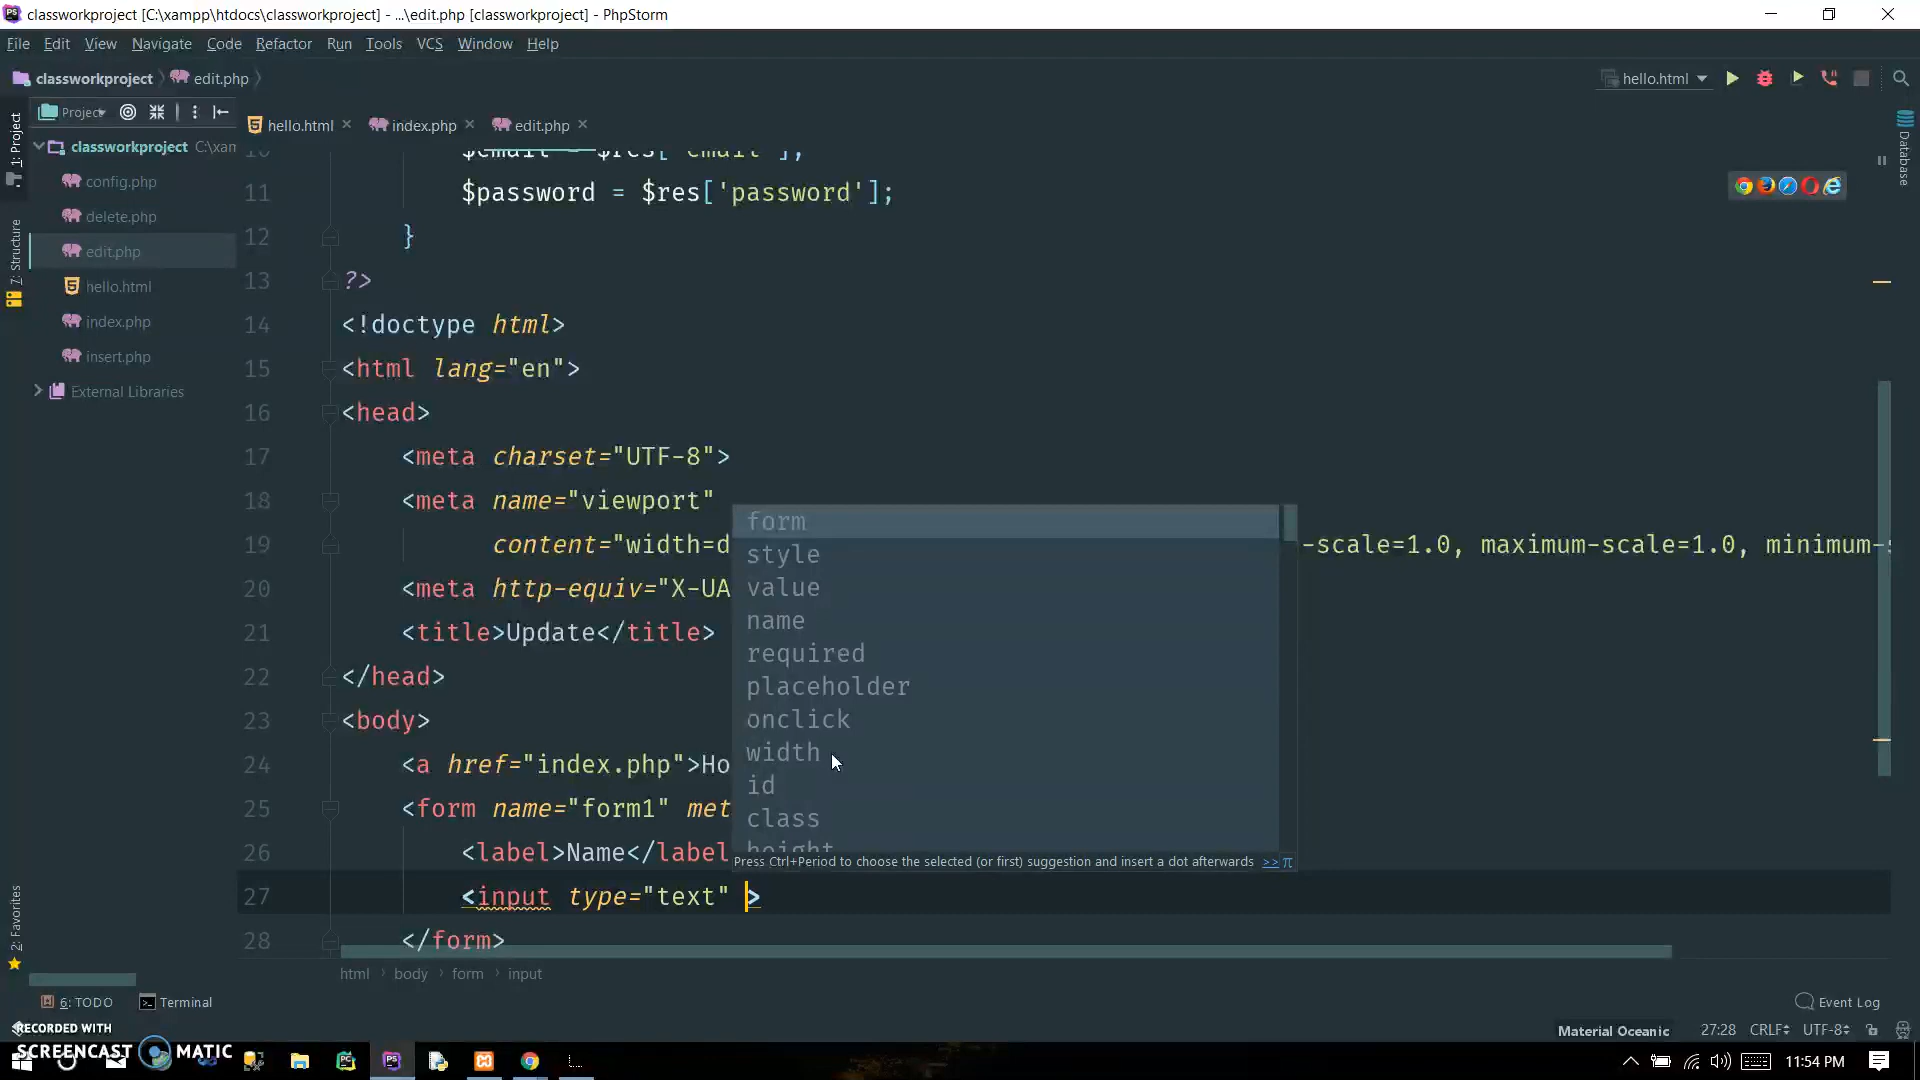 classworkproject [C:\xampp\htdocs\classworkproject] - ...\edit.php [classworkproject] - PhpStorm
File Edit View Navigate Code Refactor Run Tools VCS Window Help
classworkproject edit.php hello.html
Project hello.html index.php edit.php
1: Project
7: Structure
2: Favorites
Database
classworkproject C:\xam
config.php
delete.php
edit.php
hello.html
index.php
insert.php
External Libraries
10 $email = $res['email'];
11 $password = $res['password'];
12 }
13 ?>
14 <!doctype html>
15 <html lang="en">
16 <head>
17 <meta charset="UTF-8">
18 <meta name="viewport"
19 content="width=d -scale=1.0, maximum-scale=1.0, minimum-s
20 <meta http-equiv="X-UA
21 <title>Update</title>
22 </head>
23 <body>
24 <a href="index.php">Ho
25 <form name="form1" met
26 <label>Name</label
27 <input type="text" >
28 </form>
form
style
value
name
required
placeholder
onclick
width
id
class
height
Press Ctrl+Period to choose the selected (or first) suggestion and insert a dot afterwards >> π
html body form input
6: TODO Terminal Event Log
Material Oceanic 27:28 CRLF UTF-8
RECORDED WITH
SCREENCAST MATIC
11:54 PM